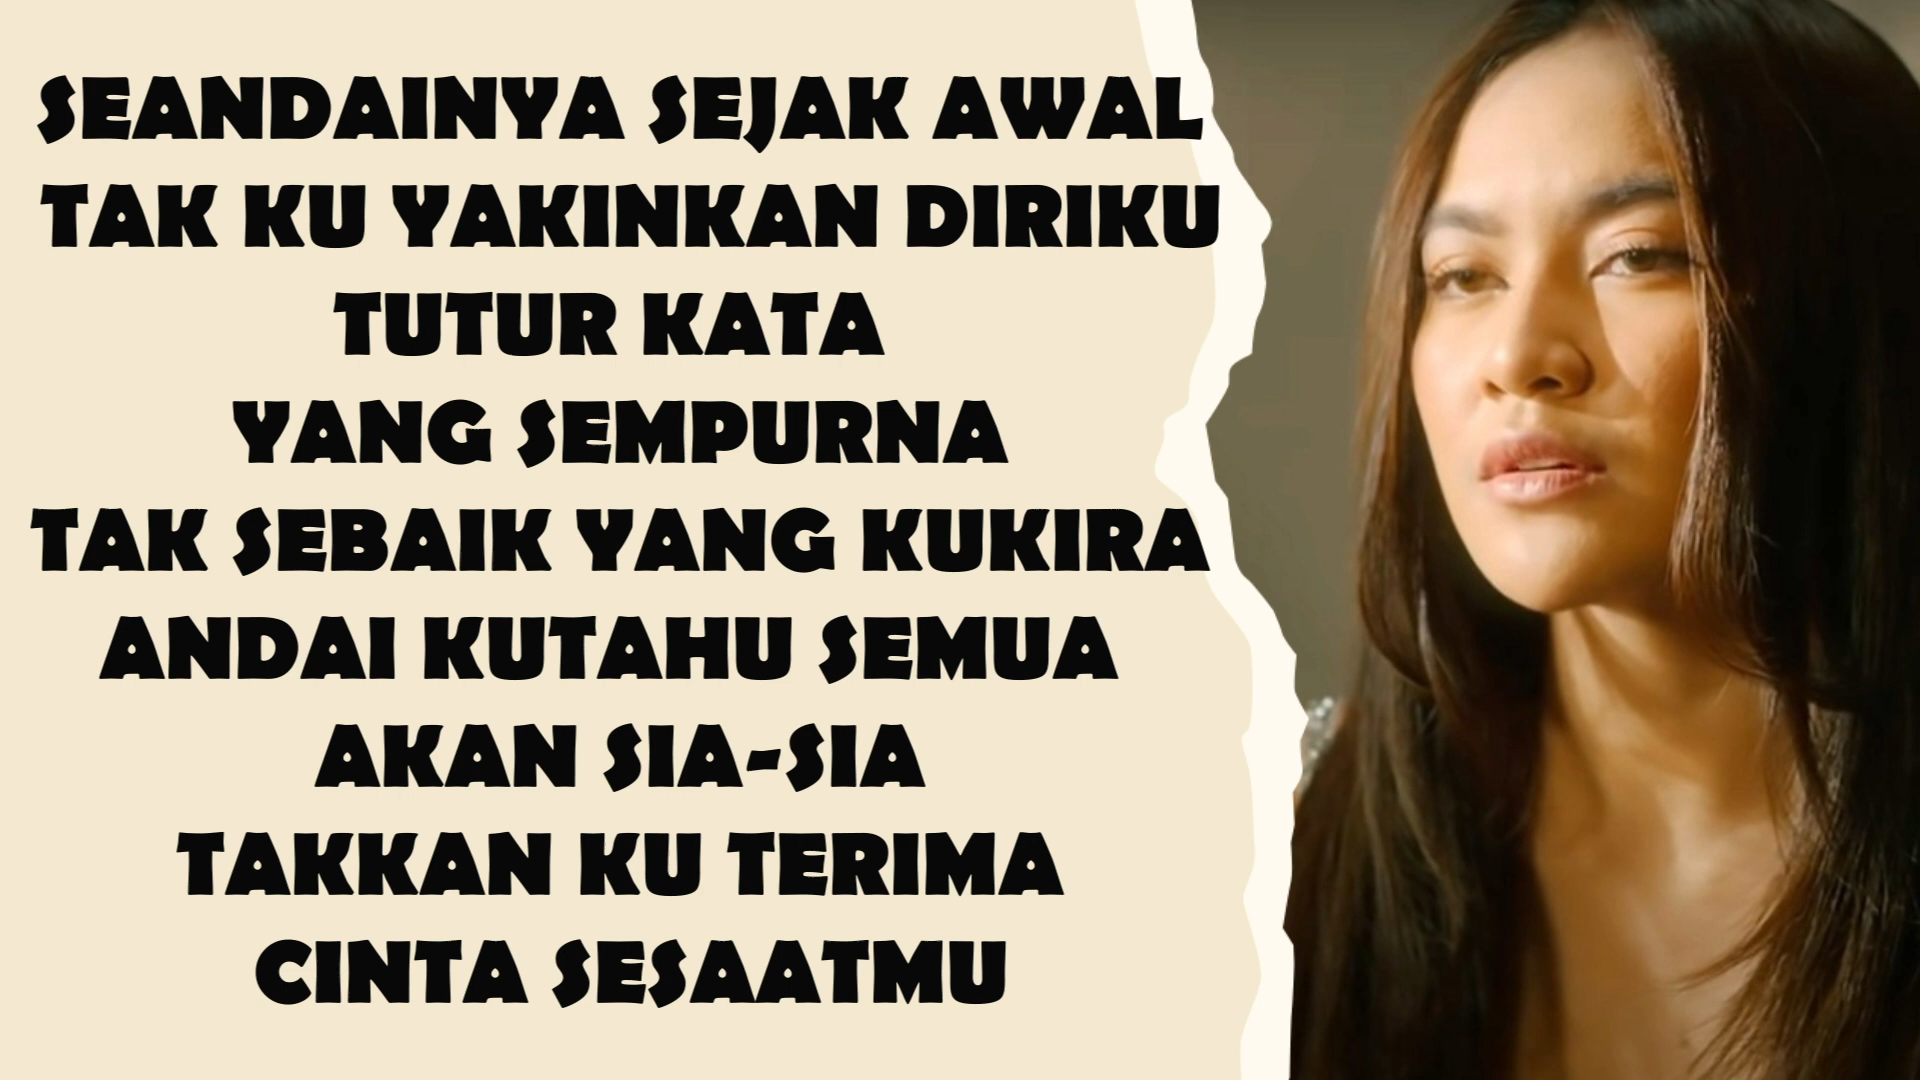 SEANDAINYA SEJAK AWAL
TAK KU YAKINKAN DIRIKU
TUTUR KATA
YANG SEMPURNA
TAK SEBAIK YANG KUKIRA
ANDAI KUTAHU SEMUA
AKAN SIA-SIA
TAKKAN KU TERIMA
CINTA SESAATMU